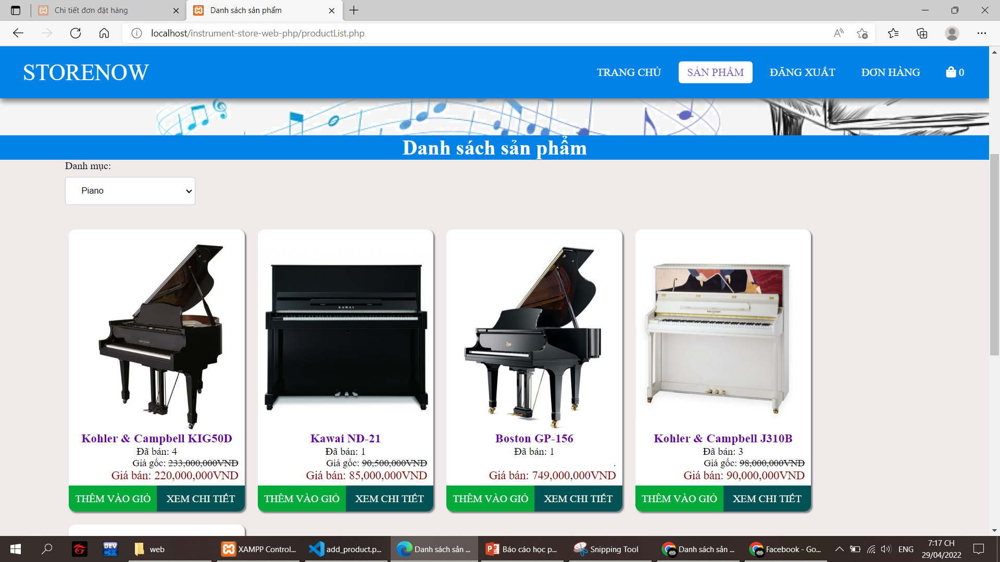 Chi tiết đơn đặt hàng
Danh sách sản phẩm
localhost/instrument-store-web-php/productList.php
STORENOW
TRANG CHỦ
SẢN PHẨM
ĐĂNG XUẤT
ĐƠN HÀNG
0
Danh sách sản phẩm
Danh mục:
Piano
KAWAI
Kohler & Campbell KIG50D
Đã bán: 4
Giá gốc: 233,000,000VND
Giá bán: 220,000,000VND
THÊM VÀO GIỎ
XEM CHI TIẾT
Kawai ND-21
Đã bán: 1
Giá gốc: 90,500,000VND
Giá bán: 85,000,000VND
THÊM VÀO GIỎ
XEM CHI TIẾT
Boston GP-156
Đã bán: 1
.
Giá bán: 749,000,000VND
THÊM VÀO GIỎ
XEM CHI TIẾT
Kohler & Campbell J310B
Đã bán: 3
Giá gốc: 98,000,000VND
Giá bán: 90,000,000VND
THÊM VÀO GIỎ
XEM CHI TIẾT
DEV
C++
web
XAMPP Control...
add_product.p...
Danh sách sản ...
Báo cáo học p...
Snipping Tool
Danh sách sản ...
Facebook - Go...
ENG
7:17 CH
29/04/2022